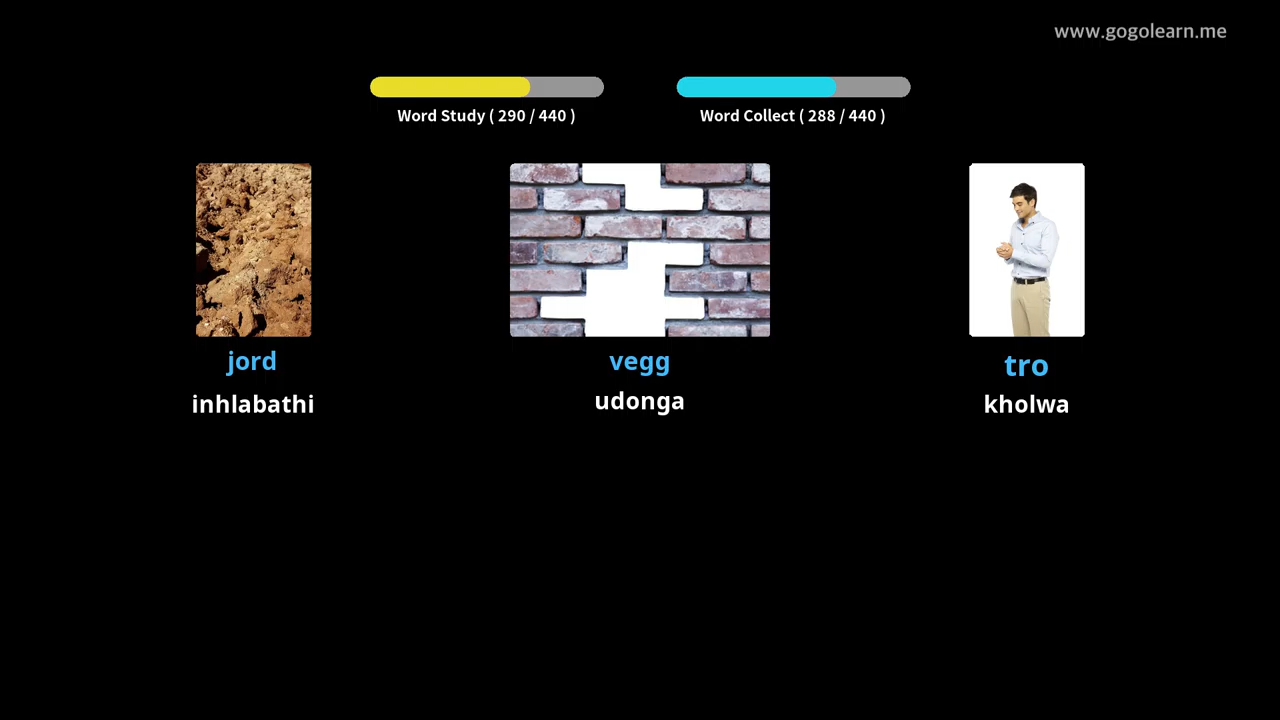 www.gogolearn.me
Word Study ( 290 / 440 )
Word Collect ( 288 / 440 )
jord
vegg
tro
inhlabathi
udonga
kholwa